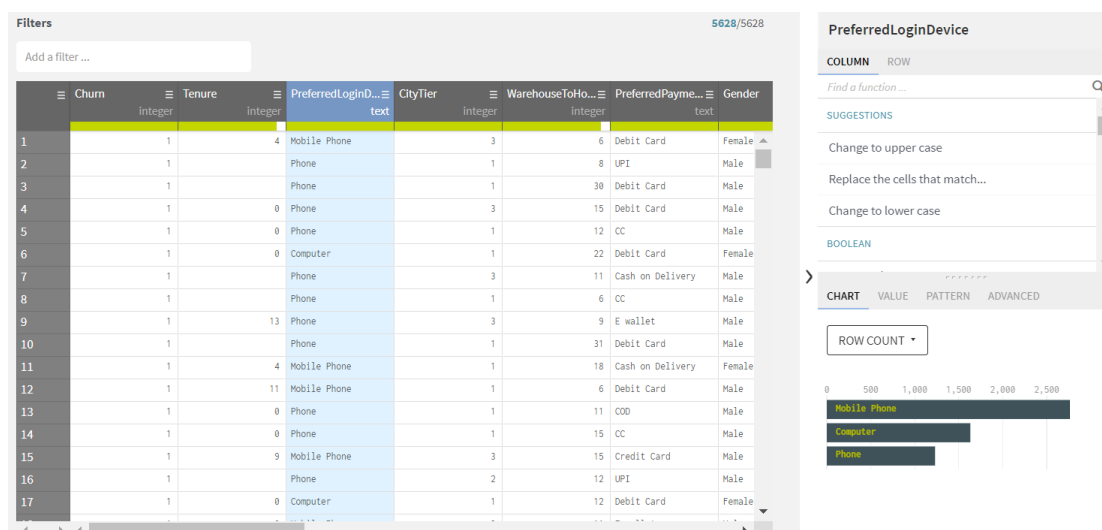 Filters
5628/5628
Add a filter ...
Churn Tenure PreferredLoginD... CityTier WarehouseToHo... PreferredPayme... Gender
integer integer text integer integer text
1 1 4 Mobile Phone 3 6 Debit Card Female
2 1 Phone 1 8 UPI Male
3 1 Phone 1 30 Debit Card Male
4 1 0 Phone 3 15 Debit Card Male
5 1 0 Phone 1 12 CC Male
6 1 0 Computer 1 22 Debit Card Female
7 1 Phone 3 11 Cash on Delivery Male
8 1 Phone 1 6 CC Male
9 1 13 Phone 3 9 E wallet Male
10 1 Phone 1 31 Debit Card Male
11 1 4 Mobile Phone 1 18 Cash on Delivery Female
12 1 11 Mobile Phone 1 6 Debit Card Male
13 1 0 Phone 1 11 COD Male
14 1 0 Phone 1 15 CC Male
15 1 9 Mobile Phone 3 15 Credit Card Male
16 1 Phone 2 12 UPI Male
17 1 0 Computer 1 12 Debit Card Female
PreferredLoginDevice
COLUMN ROW
Find a function ...
SUGGESTIONS
Change to upper case
Replace the cells that match...
Change to lower case
BOOLEAN
CHART VALUE PATTERN ADVANCED
ROW COUNT
0 500 1,000 1,500 2,000 2,500
Mobile Phone
Computer
Phone